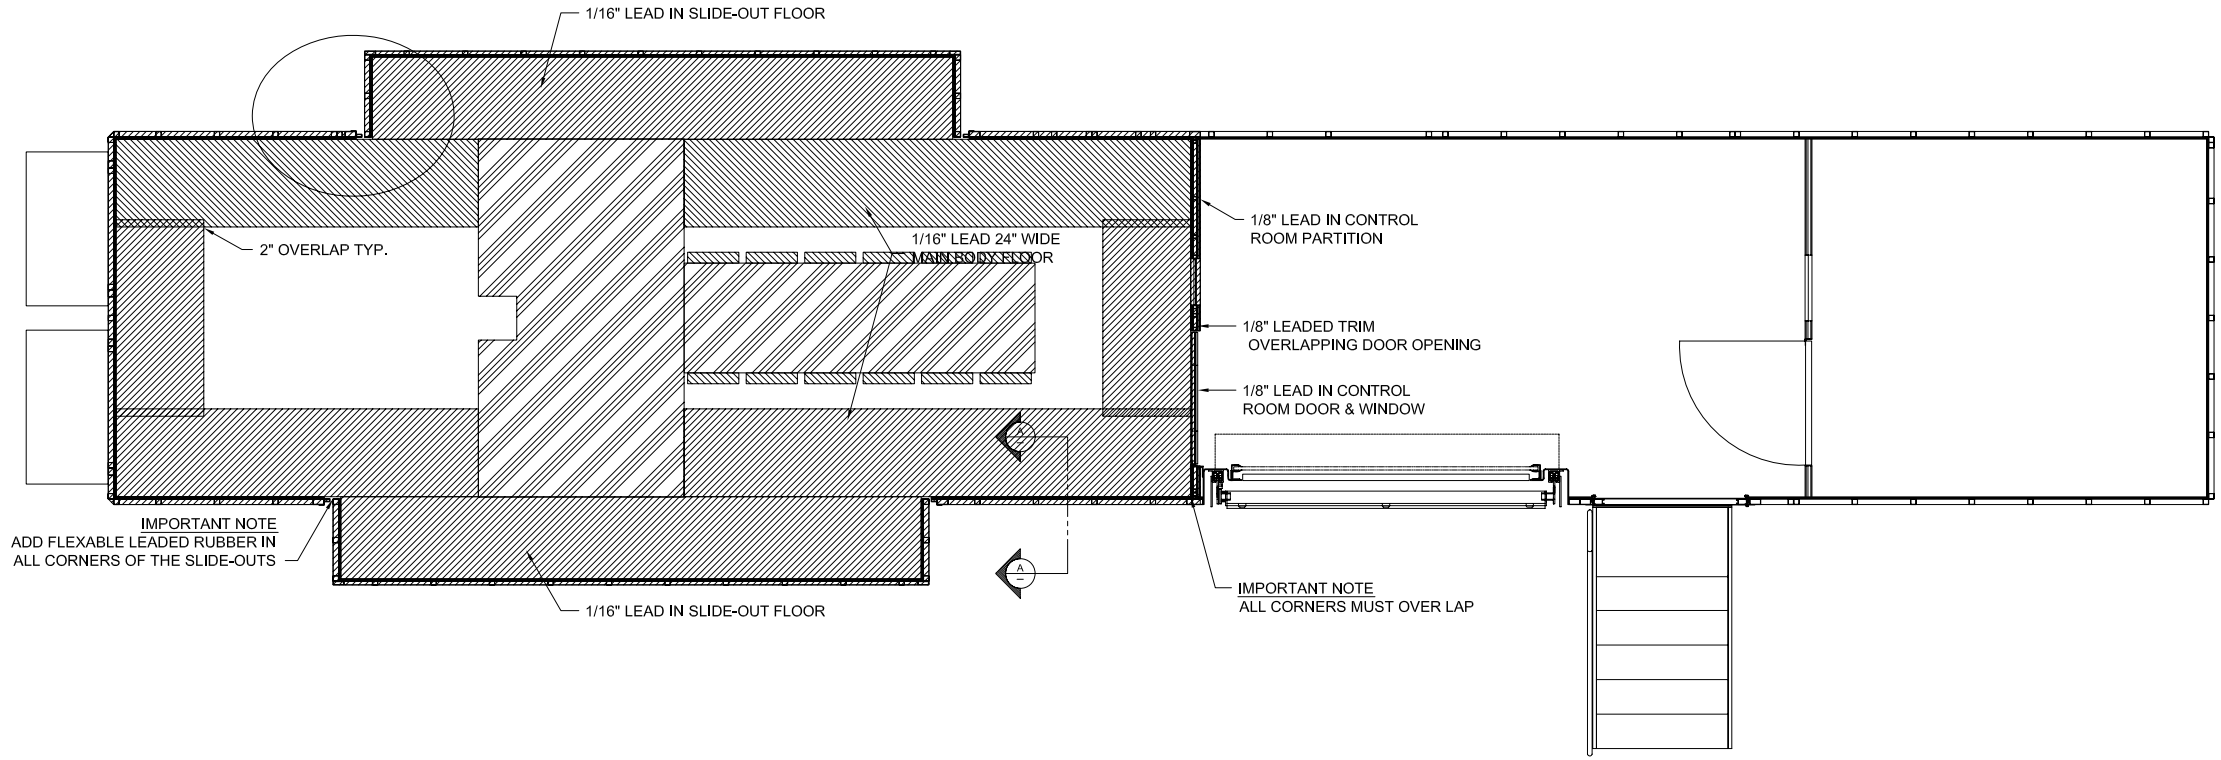 1/16" LEAD IN SLIDE-OUT FLOOR
1/8" LEAD IN CONTROL
ROOM PARTITION
2" OVERLAP TYP.
1/16" LEAD 24" WIDE
MAIN BODY FLOOR
1/8" LEADED TRIM
OVERLAPPING DOOR OPENING
1/8" LEAD IN CONTROL
ROOM DOOR & WINDOW
A
A
IMPORTANT NOTE
ADD FLEXABLE LEADED RUBBER IN
ALL CORNERS OF THE SLIDE-OUTS
IMPORTANT NOTE
ALL CORNERS MUST OVER LAP
1/16" LEAD IN SLIDE-OUT FLOOR